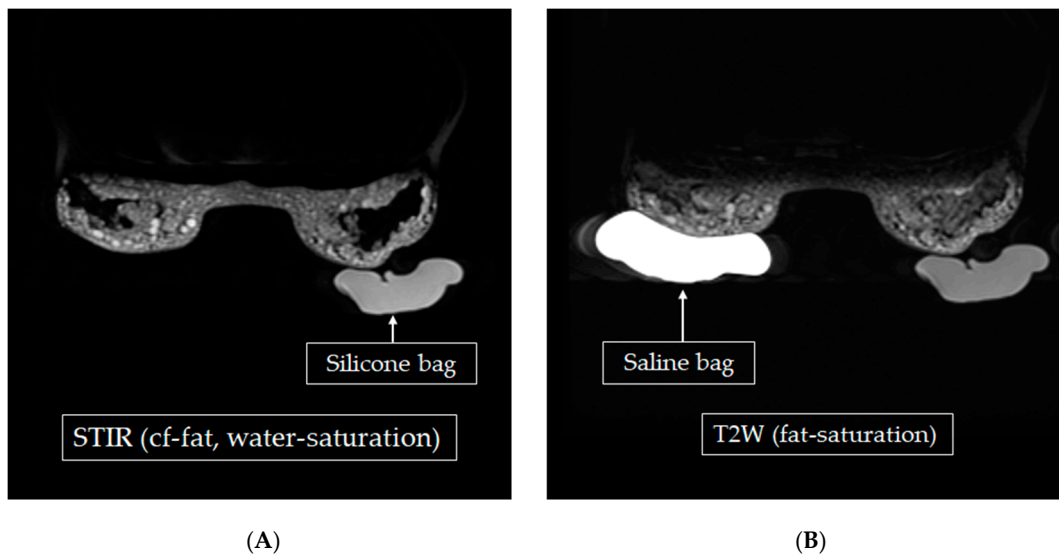 Silicone bag
Saline bag
STIR (cf-fat, water-saturation)
T2W (fat-saturation)
(A)
(B)